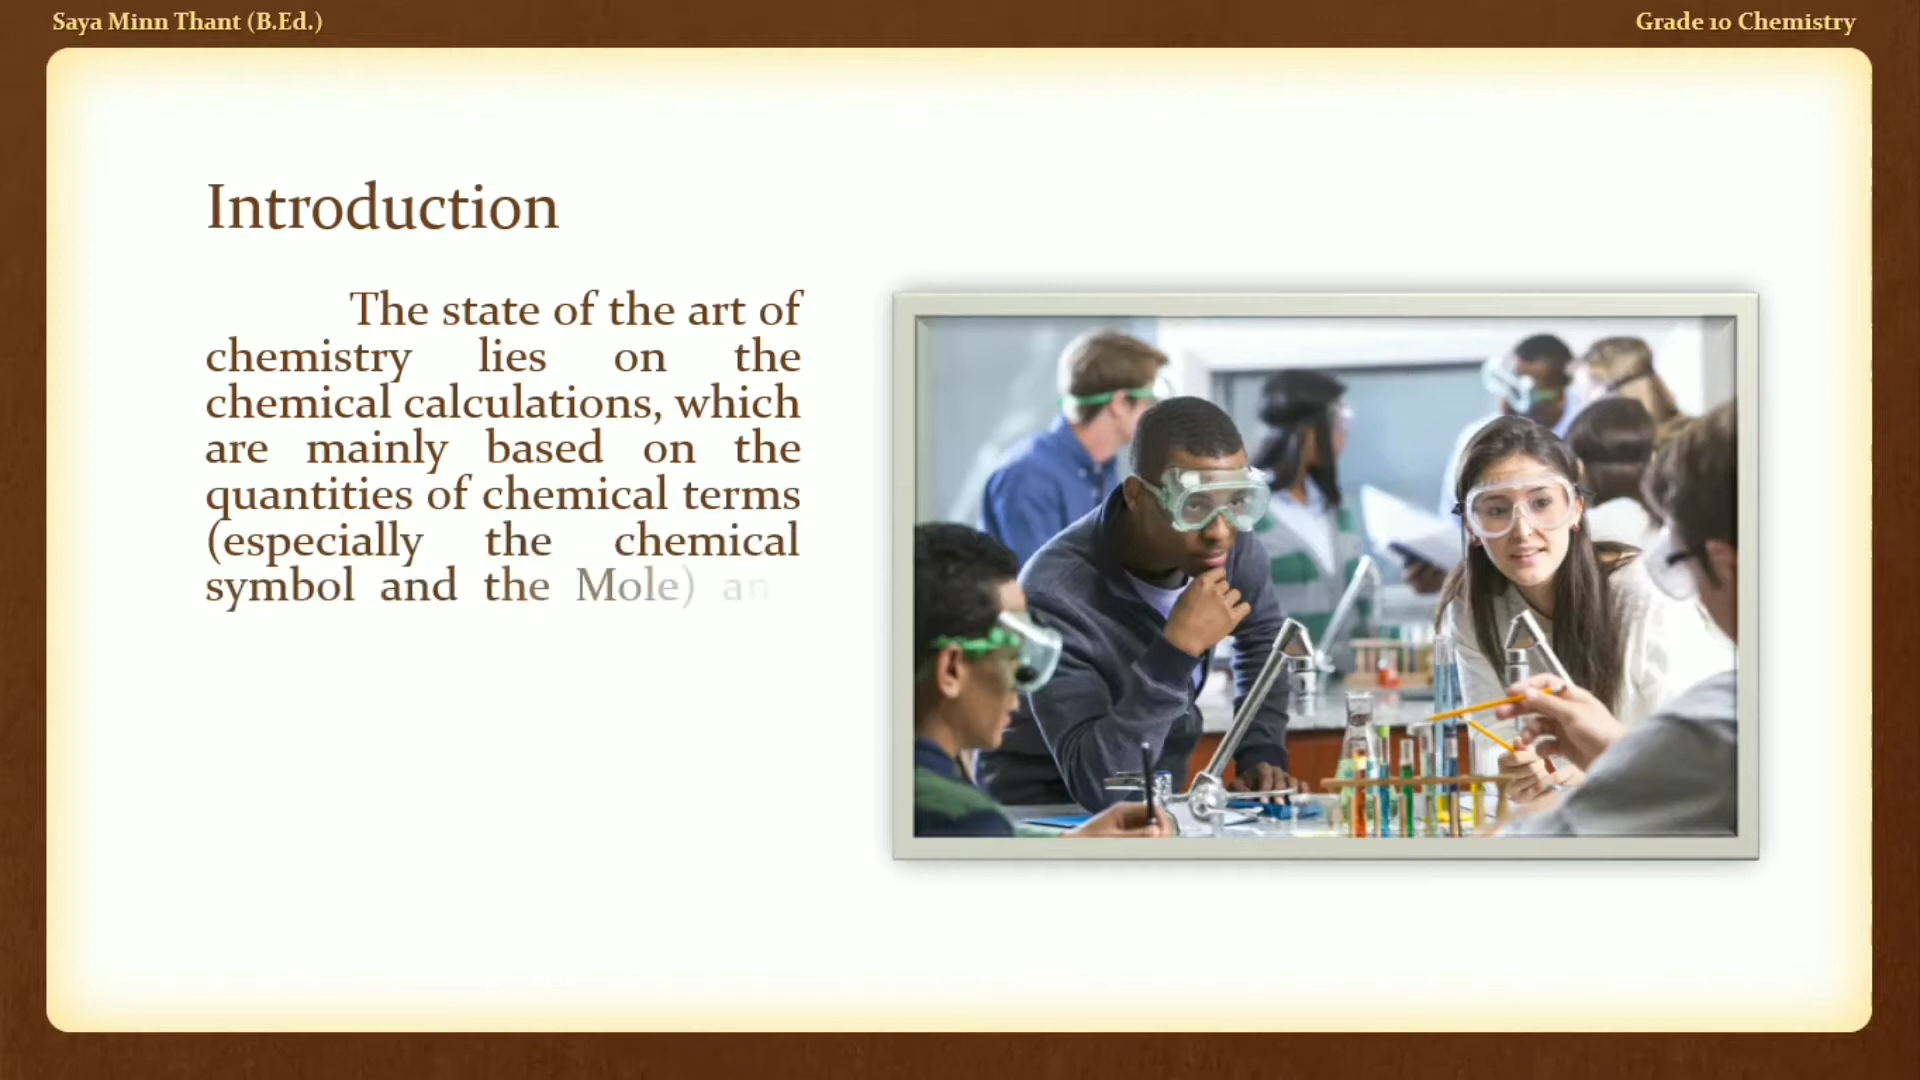 Saya Minn Thant (B.Ed.)
Grade 10 Chemistry
Introduction
The state of the art of
chemistry lies on the
chemical calculations, which
are mainly based on the
quantities of chemical terms
(especially the chemical
symbol and the Mole)